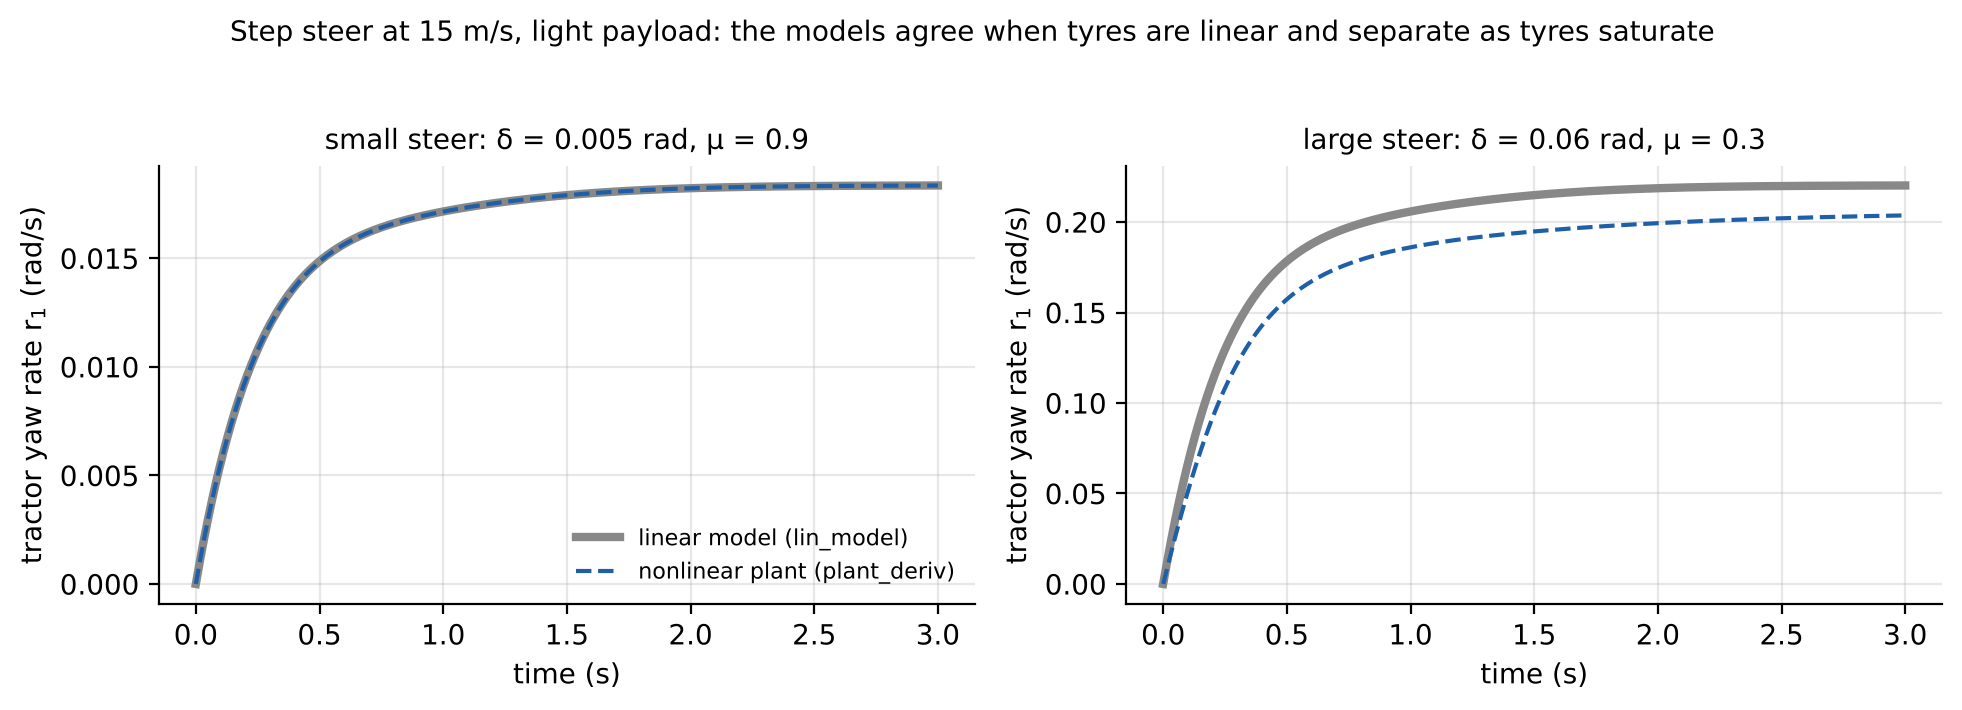 Step steer at 15 m/s, light payload: the models agree when tyres are linear and separate as tyres saturate
small steer: δ = 0.005 rad, μ = 0.9
tractor yaw rate r₁ (rad/s)
0.015
0.010
0.005
0.000
linear model (lin_model)
nonlinear plant (plant_deriv)
0.0 0.5 1.0 1.5 2.0 2.5 3.0
time (s)
large steer: δ = 0.06 rad, μ = 0.3
tractor yaw rate r₁ (rad/s)
0.20
0.15
0.10
0.05
0.00
0.0 0.5 1.0 1.5 2.0 2.5 3.0
time (s)